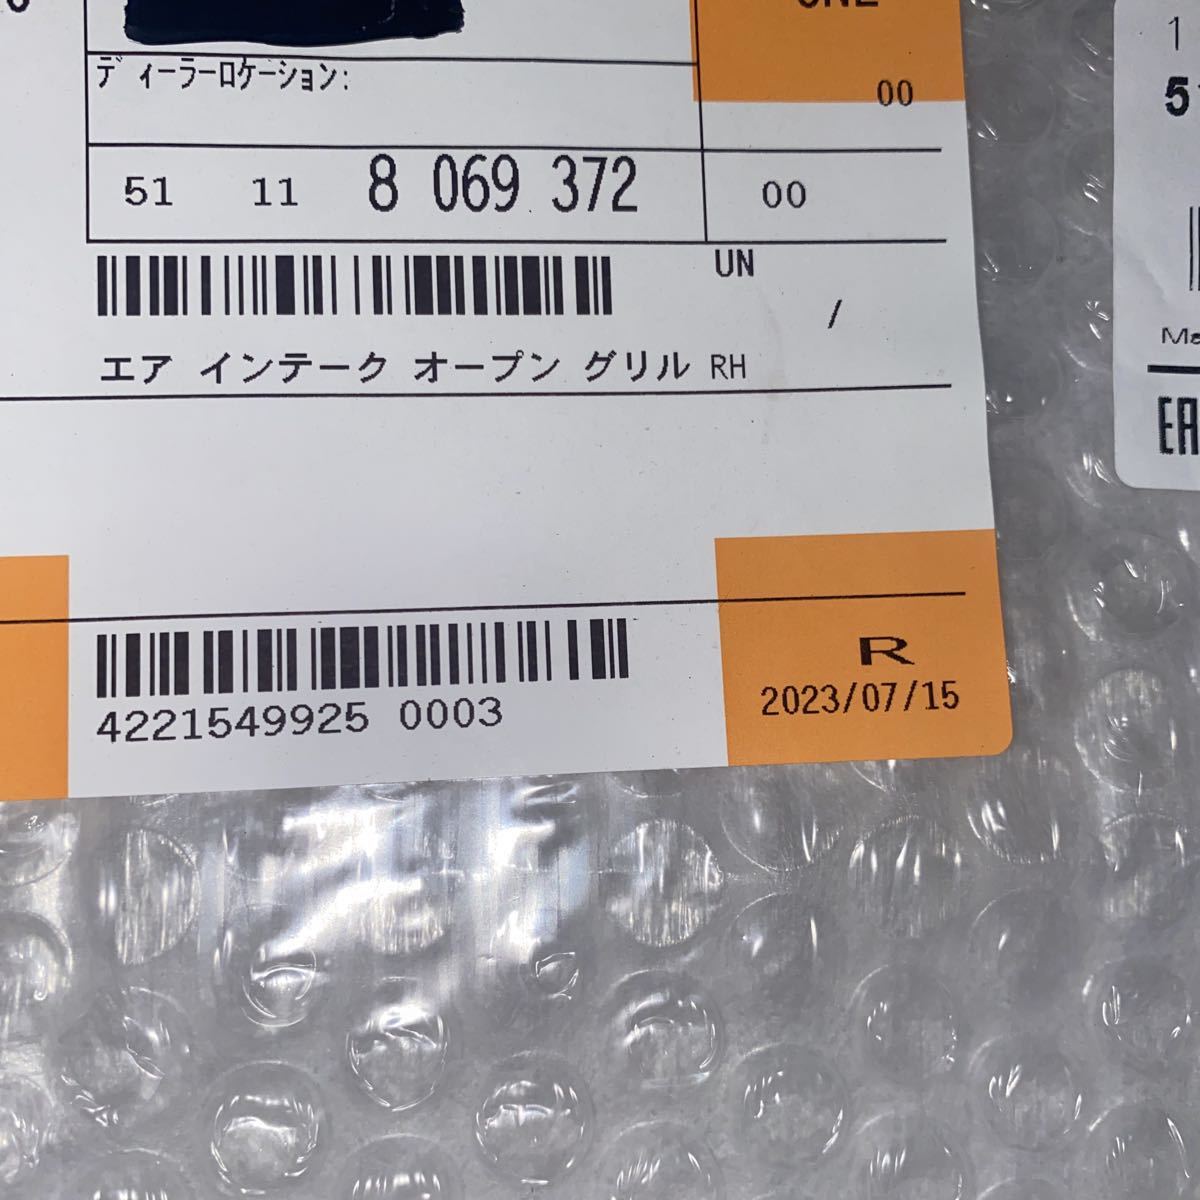 ディーラーロケーション:
00
51 11 8 069 372 00
UN
/
エア インテーク オープン グリル RH
4221549925 0003
R
2023/07/15
1